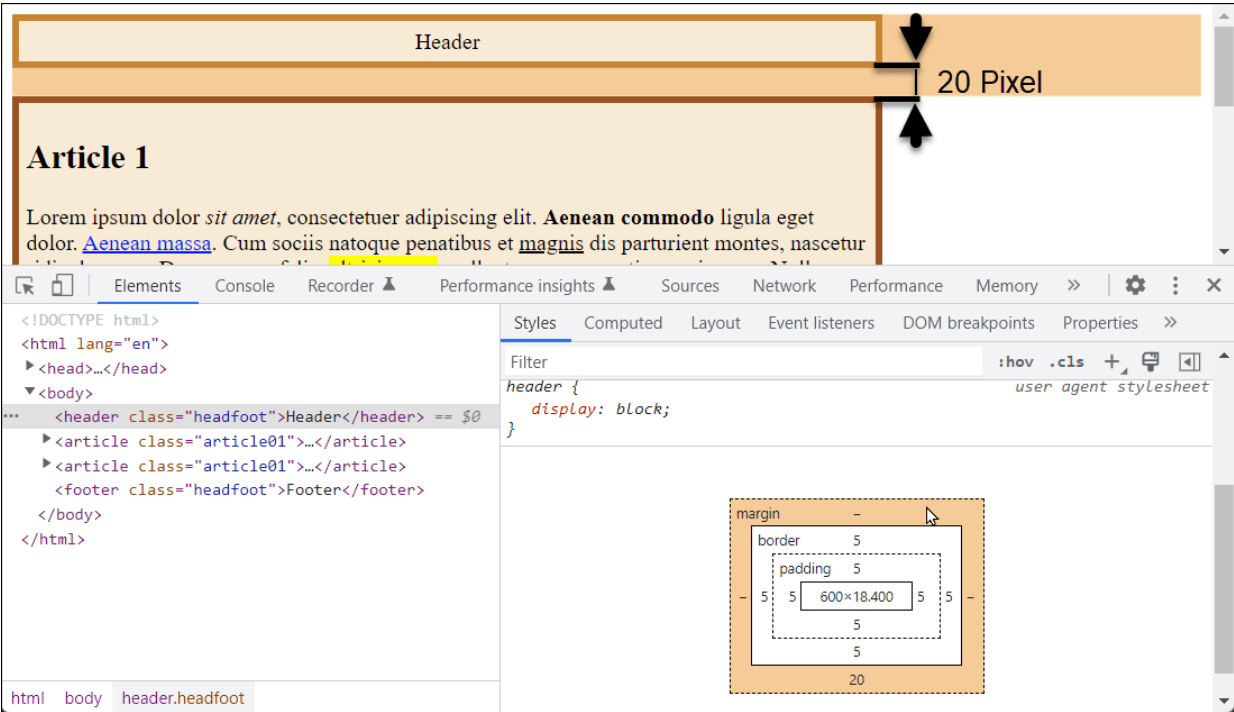 Header
20 Pixel
Article 1
Lorem ipsum dolor sit amet, consectetuer adipiscing elit. Aenean commodo ligula eget
dolor. Aenean massa. Cum sociis natoque penatibus et magnis dis parturient montes, nascetur
Elements Console Recorder Performance insights Sources Network Performance Memory »
<!DOCTYPE html>
<html lang="en">
<head>…</head>
<body>
<header class="headfoot">Header</header> == $0
<article class="article01">…</article>
<article class="article01">…</article>
<footer class="headfoot">Footer</footer>
</body>
</html>
html body header.headfoot
Styles Computed Layout Event listeners DOM breakpoints Properties »
Filter :hov .cls
header { user agent stylesheet
display: block;
}
margin –
border 5
padding 5
– 5 5 600×18.400 5 5 –
5
5
20